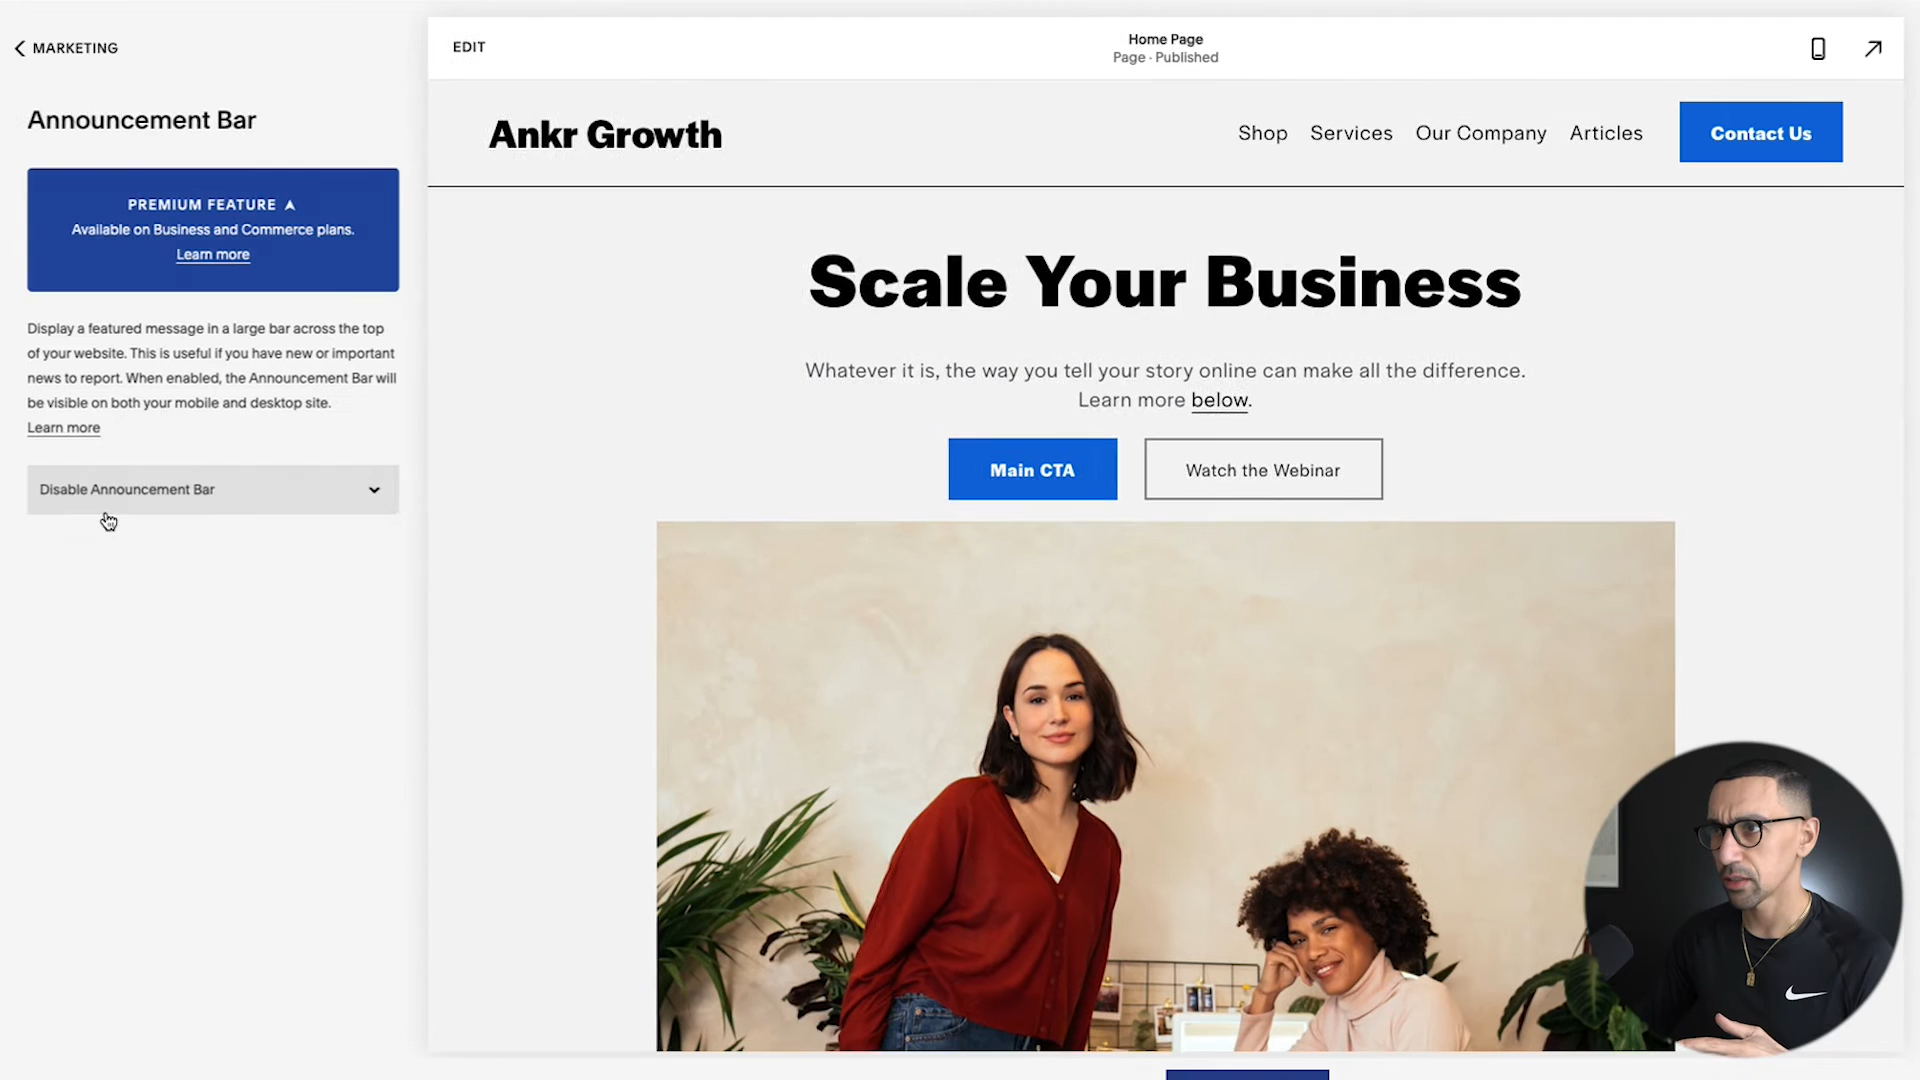 MARKETING
Announcement Bar
PREMIUM FEATURE
Available on Business and Commerce plans.
Learn more
Display a featured message in a large bar across the top
of your website. This is useful if you have new or important
news to report. When enabled, the Announcement Bar will
be visible on both your mobile and desktop site.
Learn more
Disable Announcement Bar
EDIT
Home Page
Page · Published
Ankr Growth
Shop
Services
Our Company
Articles
Contact Us
Scale Your Business
Whatever it is, the way you tell your story online can make all the difference.
Learn more below.
Main CTA
Watch the Webinar